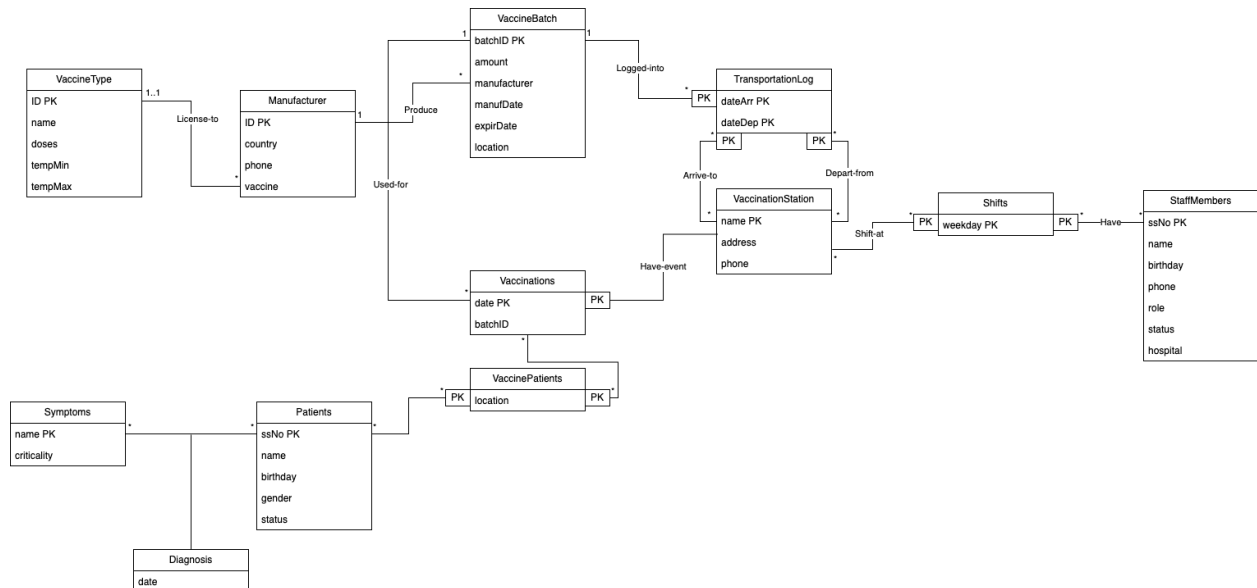 VaccineBatch
1
batchID PK
1
amount
manufacturer
manufDate
expirDate
location
*
Logged-into
VaccineType
ID PK
name
doses
tempMin
tempMax
1..1
License-to
*
Manufacturer
ID PK
country
phone
vaccine
1
Produce
*
PK
TransportationLog
dateArr PK
dateDep PK
*
PK
PK
*
Arrive-to
Depart-from
*
*
VaccinationStation
name PK
address
phone
*
Shift-at
*
PK
Shifts
weekday PK
PK
*
Have
*
StaffMembers
ssNo PK
name
birthday
phone
role
status
hospital
Used-for
*
Vaccinations
date PK
batchID
PK
Have-event
*
VaccinePatients
*
PK
location
PK
*
Symptoms
name PK
criticality
*
*
Patients
ssNo PK
name
birthday
gender
status
*
Diagnosis
date